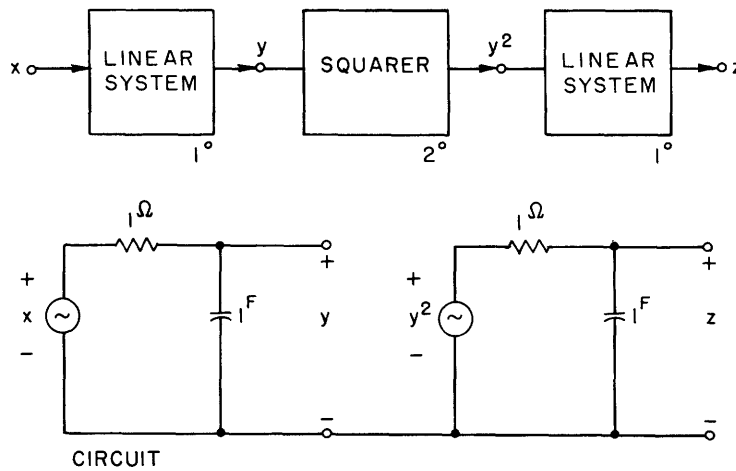 x
LINEAR
SYSTEM
1°
y
SQUARER
2°
y²
LINEAR
SYSTEM
1°
z
1Ω
+
x
−
1F
+
y
−
1Ω
+
y²
−
1F
+
z
−
CIRCUIT